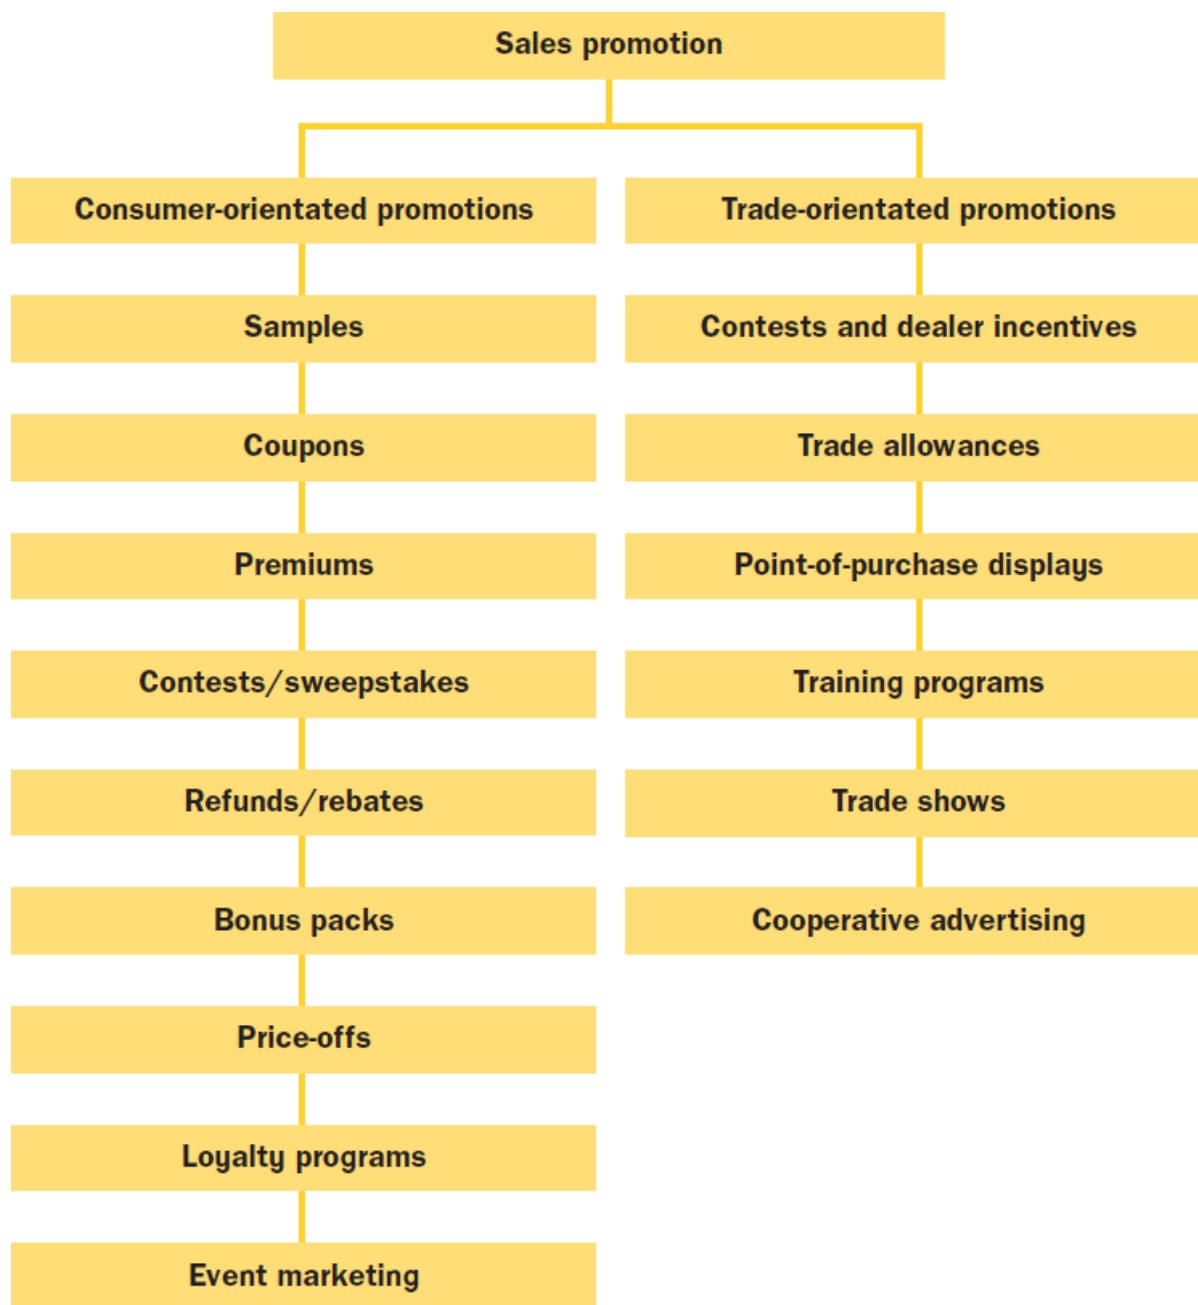 Sales promotion
Consumer-orientated promotions
Samples
Coupons
Premiums
Contests/sweepstakes
Refunds/rebates
Bonus packs
Price-offs
Loyalty programs
Event marketing
Trade-orientated promotions
Contests and dealer incentives
Trade allowances
Point-of-purchase displays
Training programs
Trade shows
Cooperative advertising